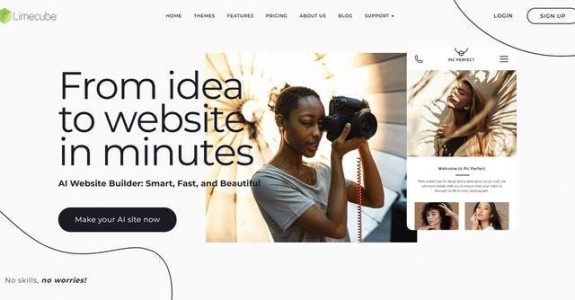 Limecube
HOME THEMES FEATURES PRICING ABOUT US BLOG SUPPORT
LOGIN
SIGN UP
From idea
to website,
in minutes
AI Website Builder: Smart, Fast, and Beautiful
Make your AI site now
No skills, no worries!
PIC PERFECT
Welcome to Pic Perfect